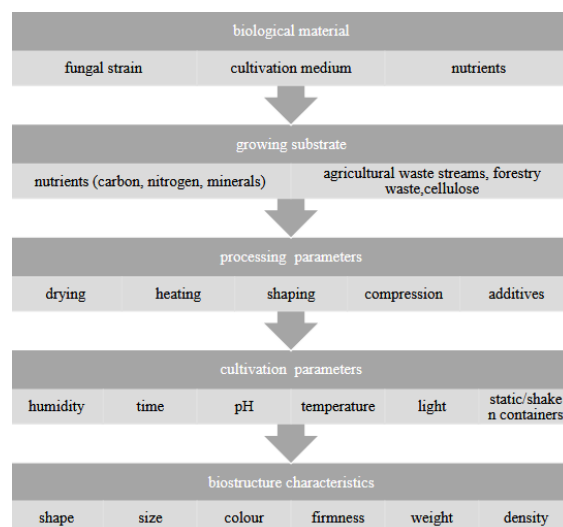 biological material
fungal strain cultivation medium nutrients
growing substrate
nutrients (carbon, nitrogen, minerals) agricultural waste streams, forestry
waste,cellulose
processing parameters
drying heating shaping compression additives
cultivation parameters
humidity time pH temperature light static/shake
n containers
biostructure characteristics
shape size colour firmness weight density